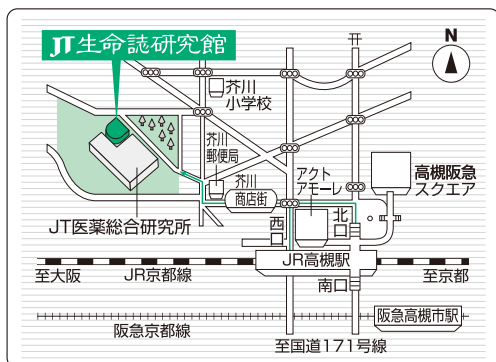 JT生命誌研究館
N
芥川
小学校
芥川
郵便局
アクト
アモーレ
高槻阪急
スクエア
芥川
商店街
JT医薬総合研究所
西
口
北
口
JR高槻駅
至大阪
JR京都線
至京都
南口
阪急高槻市駅
阪急京都線
至国道171号線